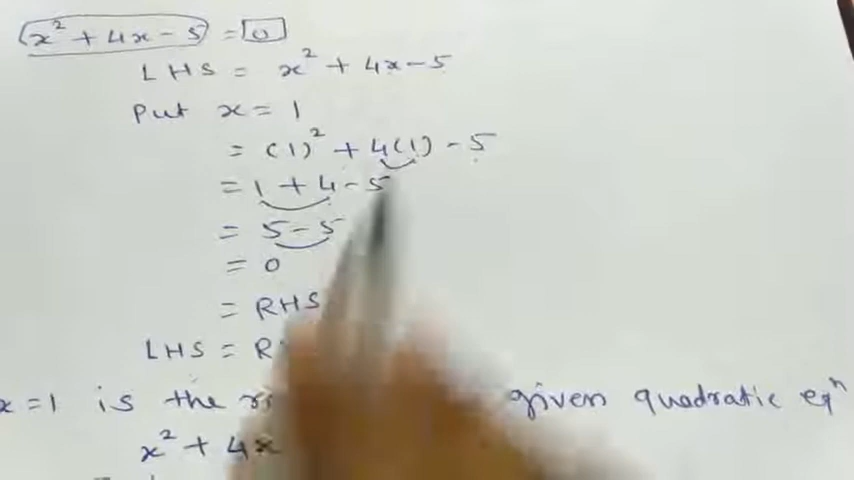 x² + 4x - 5 = 0
LHS = x² + 4x - 5
Put x = 1
= (1)² + 4(1) - 5
= 1 + 4 - 5
= 5 - 5
= 0
= RHS
LHS = R
x = 1 is the given quadratic eqⁿ
x² + 4x